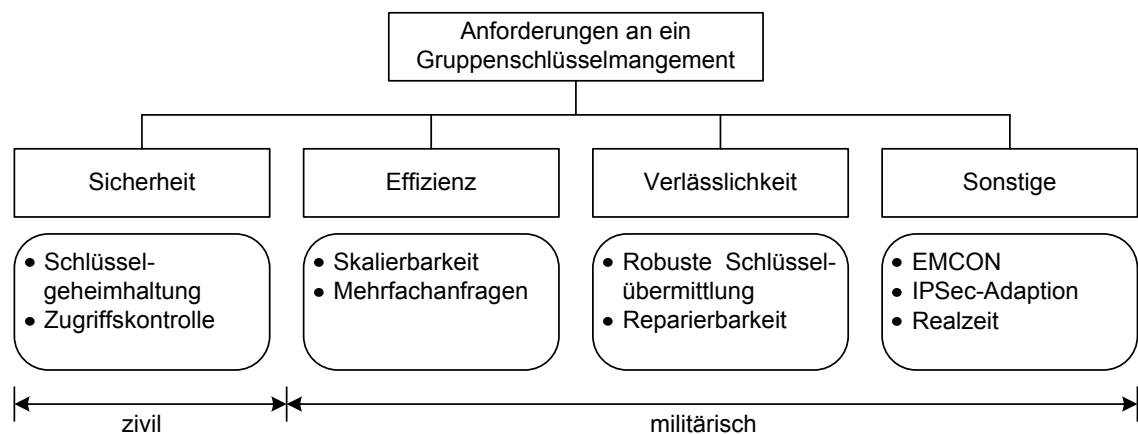 Anforderungen an ein
Gruppenschlüsselmangement
Sicherheit
Effizienz
Verlässlichkeit
Sonstige
• Schlüssel-
geheimhaltung
• Zugriffskontrolle
• Skalierbarkeit
• Mehrfachanfragen
• Robuste Schlüssel-
übermittlung
• Reparierbarkeit
• EMCON
• IPSec-Adaption
• Realzeit
zivil
militärisch